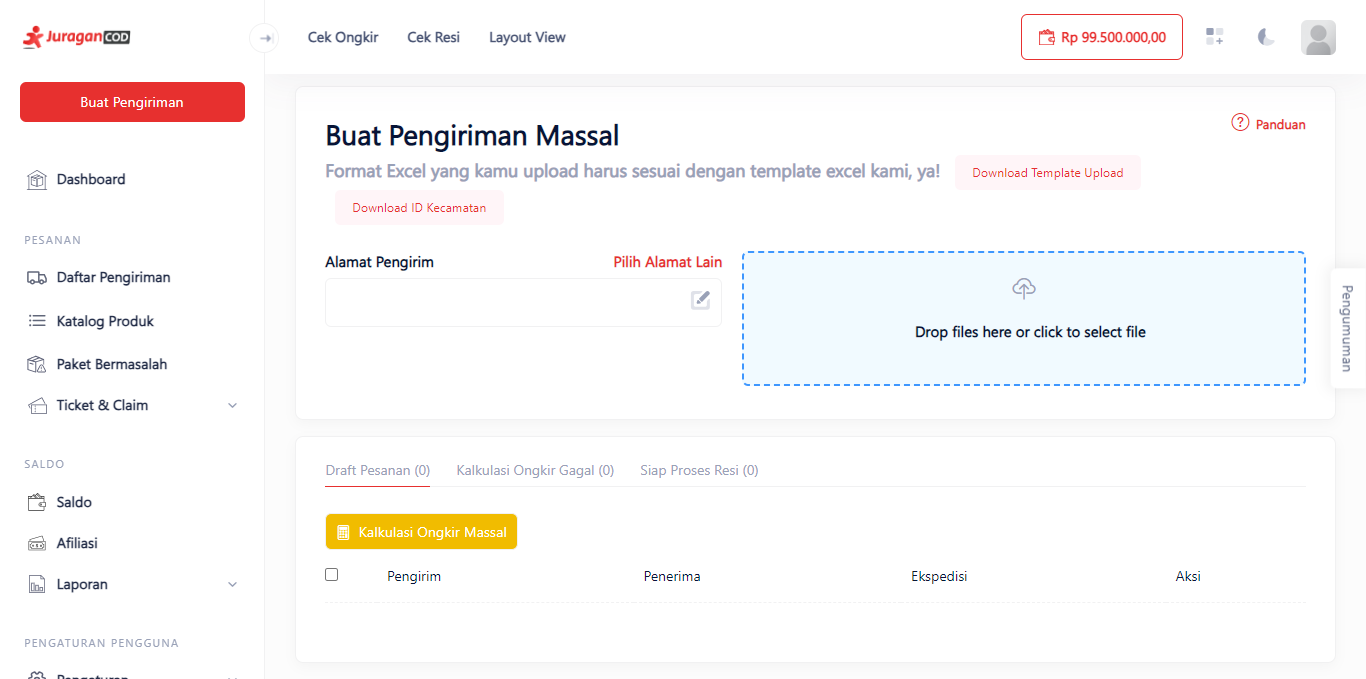 JuraganCOD
Cek Ongkir
Cek Resi
Layout View
Rp 99.500.000,00
Buat Pengiriman
Dashboard
PESANAN
Daftar Pengiriman
Katalog Produk
Paket Bermasalah
Ticket & Claim
SALDO
Saldo
Afiliasi
Laporan
PENGATURAN PENGGUNA
Pengaturan
Buat Pengiriman Massal
Panduan
Format Excel yang kamu upload harus sesuai dengan template excel kami, ya!
Download Template Upload
Download ID Kecamatan
Alamat Pengirim
Pilih Alamat Lain
Drop files here or click to select file
Pengumuman
Draft Pesanan (0)
Kalkulasi Ongkir Gagal (0)
Siap Proses Resi (0)
Kalkulasi Ongkir Massal
Pengirim
Penerima
Ekspedisi
Aksi